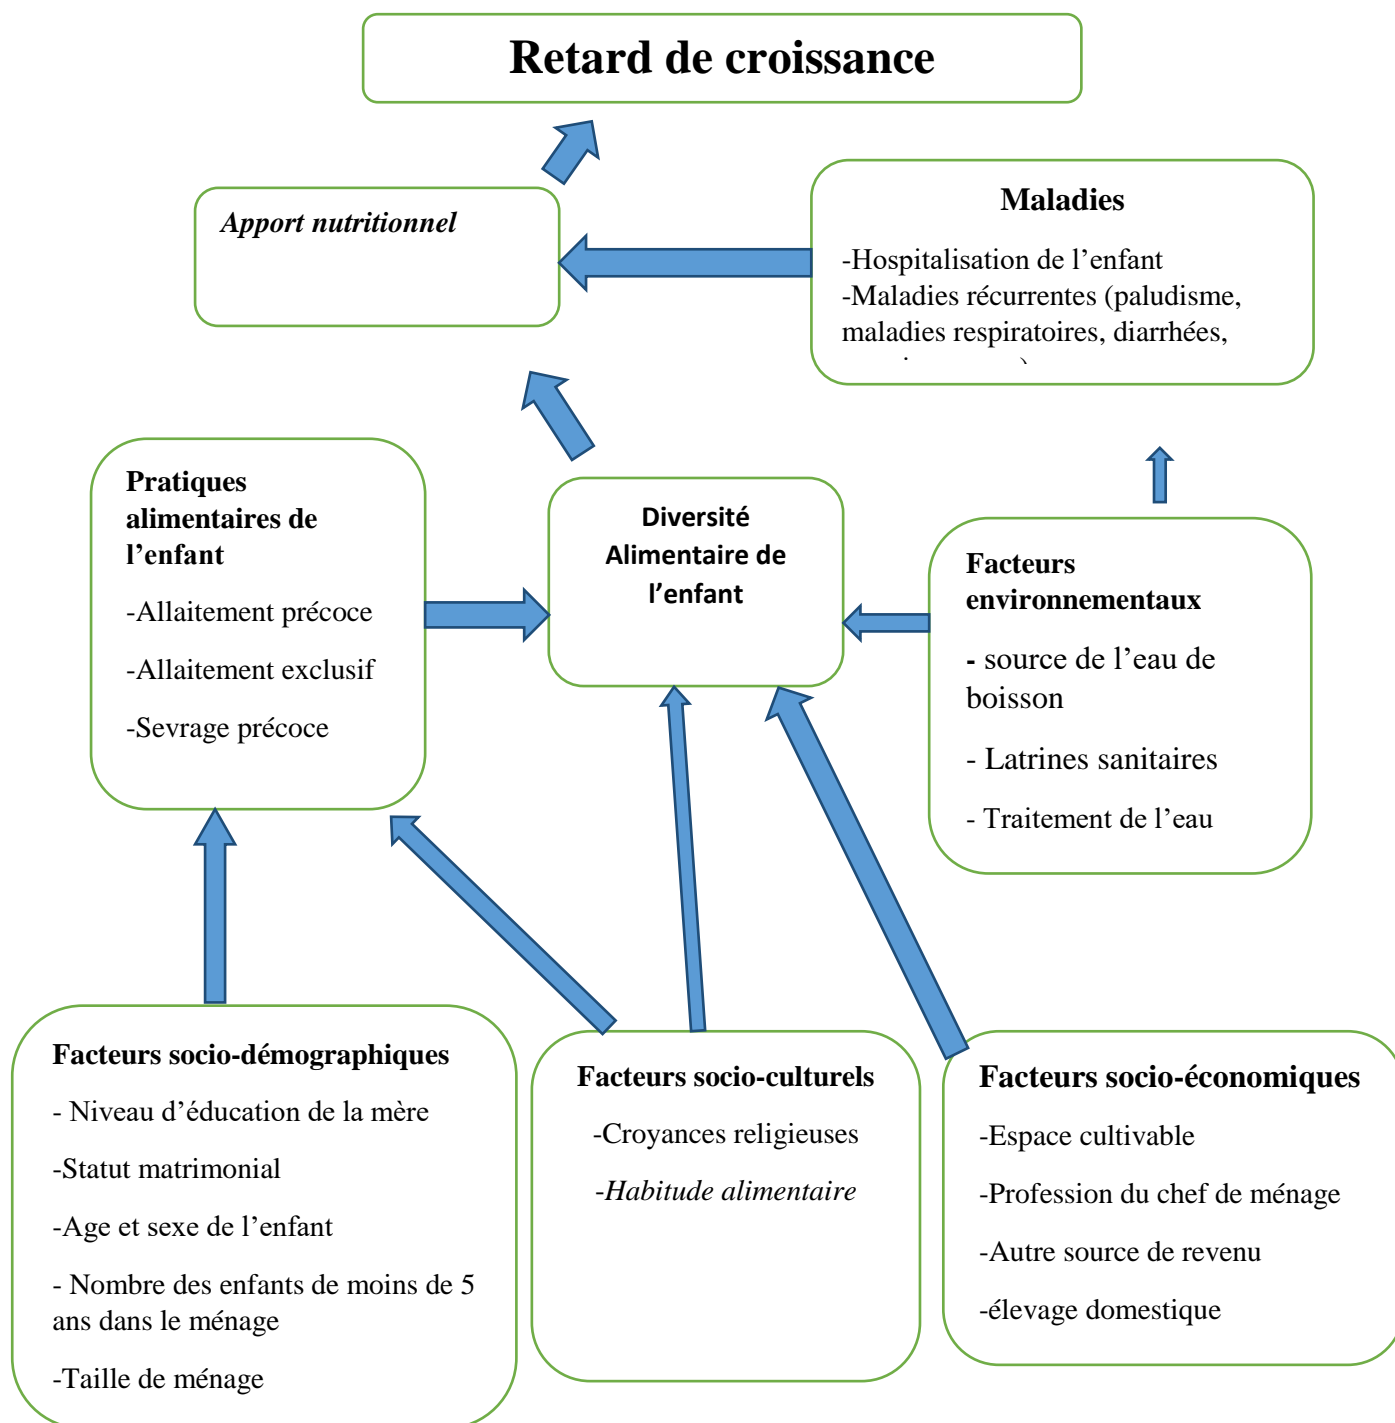 Retard de croissance
Apport nutritionnel
Maladies
-Hospitalisation de l’enfant
-Maladies récurrentes (paludisme,
maladies respiratoires, diarrhées,
Pratiques
alimentaires de
l’enfant
-Allaitement précoce
-Allaitement exclusif
-Sevrage précoce
Diversité
Alimentaire de
l’enfant
Facteurs
environnementaux
- source de l’eau de
boisson
- Latrines sanitaires
- Traitement de l’eau
Facteurs socio-démographiques
- Niveau d’éducation de la mère
-Statut matrimonial
-Age et sexe de l’enfant
- Nombre des enfants de moins de 5
ans dans le ménage
-Taille de ménage
Facteurs socio-culturels
-Croyances religieuses
-Habitude alimentaire
Facteurs socio-économiques
-Espace cultivable
-Profession du chef de ménage
-Autre source de revenu
-élevage domestique